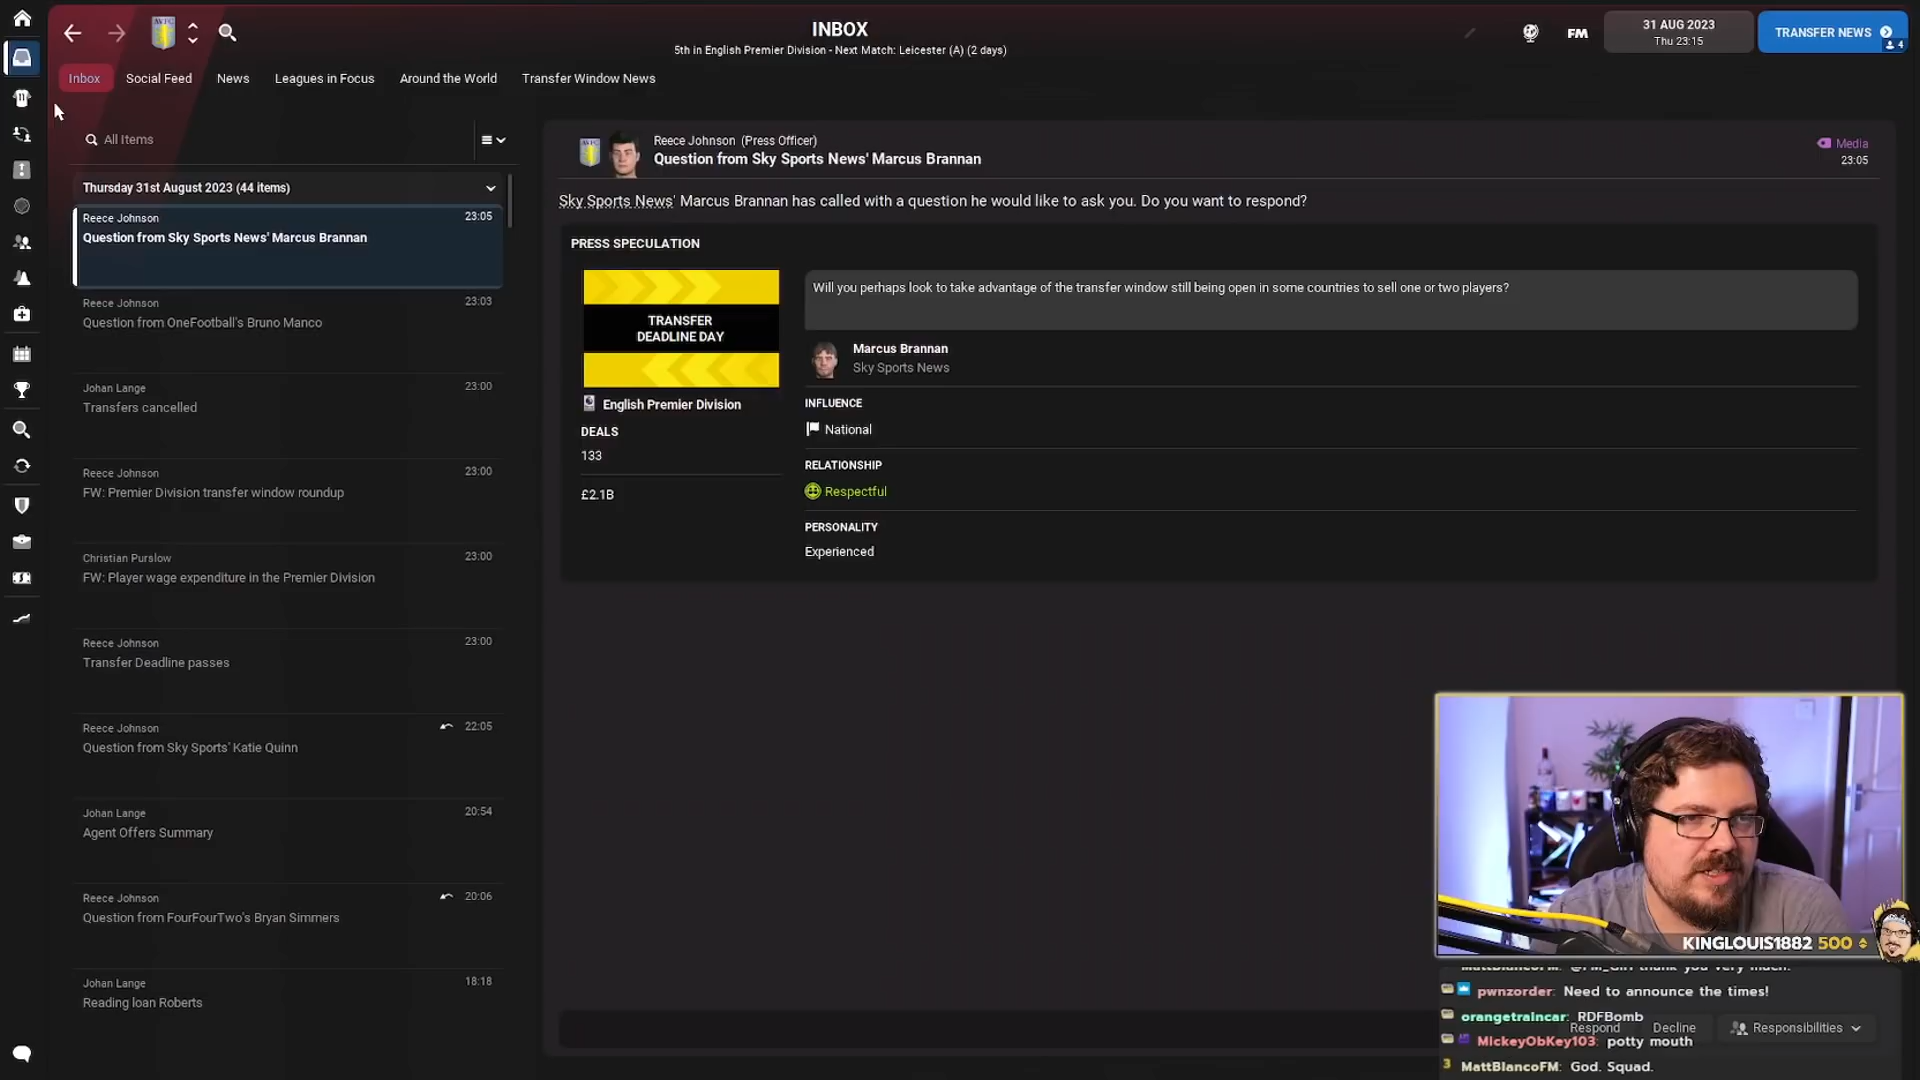 INBOX
5th in English Premier Division - Next Match: Leicester (A) (2 days)
FM
31 AUG 2023
Thu 23:15
TRANSFER NEWS
4
Inbox
Social Feed
News
Leagues in Focus
Around the World
Transfer Window News
All Items
Thursday 31st August 2023 (44 items)
Reece Johnson 23:05
Question from Sky Sports News' Marcus Brannan
Reece Johnson 23:03
Question from OneFootball's Bruno Manco
Johan Lange 23:00
Transfers cancelled
Reece Johnson 23:00
FW: Premier Division transfer window roundup
Christian Purslow 23:00
FW: Player wage expenditure in the Premier Division
Reece Johnson 23:00
Transfer Deadline passes
Reece Johnson 22:05
Question from Sky Sports' Katie Quinn
Johan Lange 20:54
Agent Offers Summary
Reece Johnson 20:06
Question from FourFourTwo's Bryan Simmers
Johan Lange 18:18
Reading loan Roberts
Reece Johnson (Press Officer)
Question from Sky Sports News' Marcus Brannan
Media
23:05
Sky Sports News' Marcus Brannan has called with a question he would like to ask you. Do you want to respond?
PRESS SPECULATION
TRANSFER
DEADLINE DAY
English Premier Division
DEALS
133
£2.1B
Will you perhaps look to take advantage of the transfer window still being open in some countries to sell one or two players?
Marcus Brannan
Sky Sports News
INFLUENCE
National
RELATIONSHIP
Respectful
PERSONALITY
Experienced
KINGLOUIS1882 500
MattBlancoFM: @FM_Girl thank you very much.
pwnzorder: Need to announce the times!
orangetraincar: RDFBomb
Respond
Decline
Responsibilities
MickeyObKey103: potty mouth
3 MattBlancoFM: God. Squad.